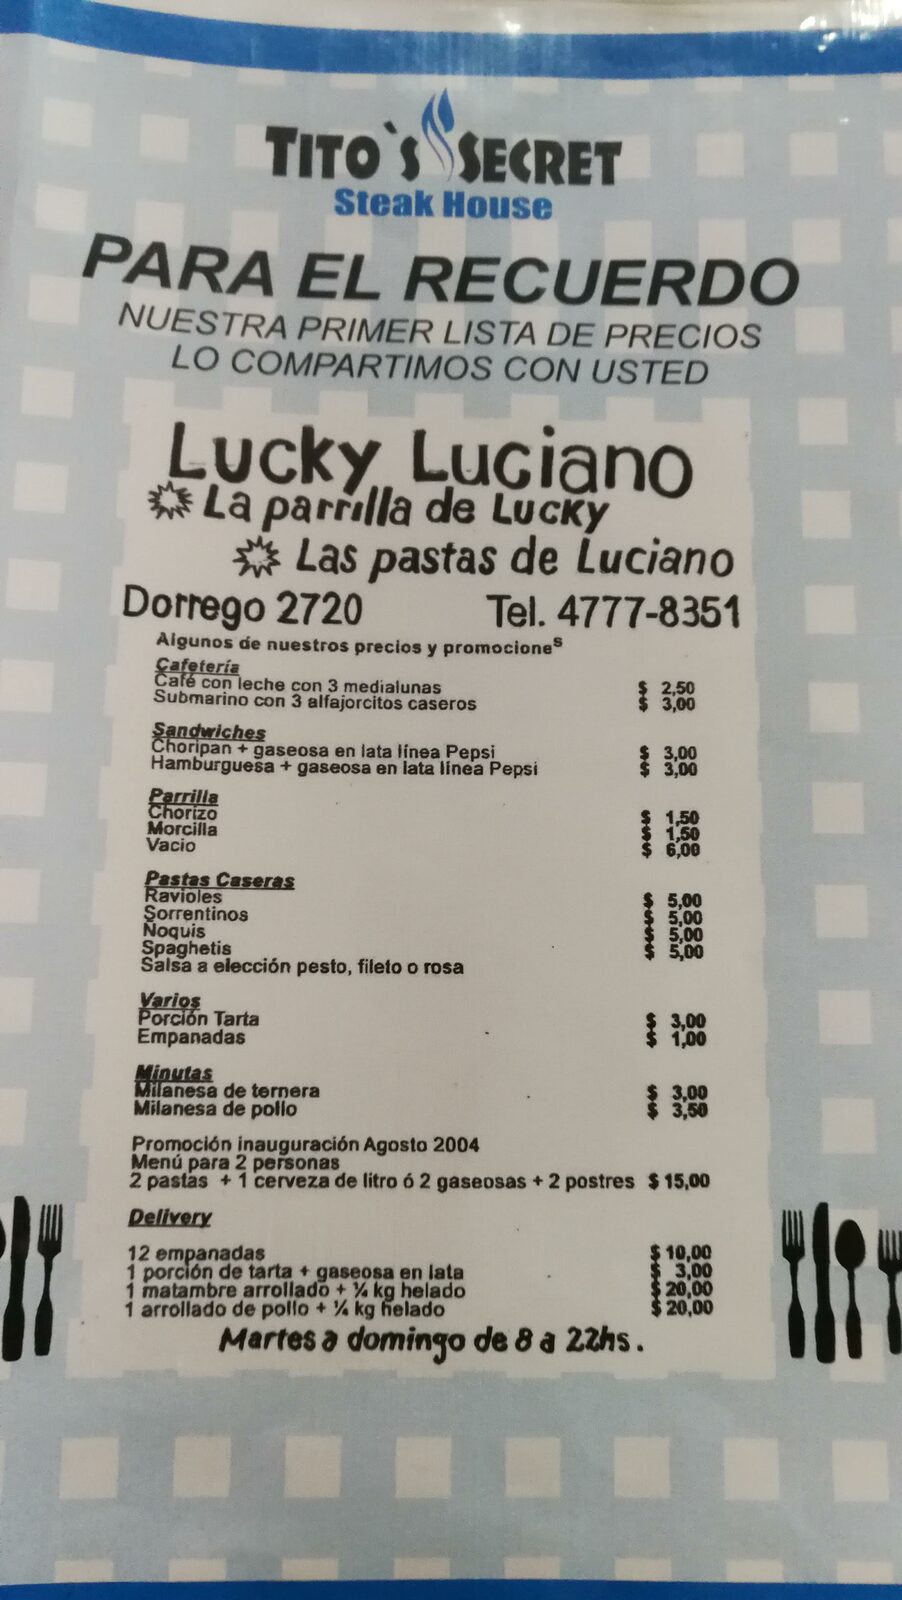 TITO`S SECRET
Steak House
PARA EL RECUERDO
NUESTRA PRIMER LISTA DE PRECIOS
LO COMPARTIMOS CON USTED
Lucky Luciano
La parrilla de Lucky
Las pastas de Luciano
Dorrego 2720 Tel. 4777-8351
Algunos de nuestros precios y promociones
Cafetería
Café con leche con 3 medialunas $ 2,50
Submarino con 3 alfajorcitos caseros $ 3,00
Sandwiches
Choripan + gaseosa en lata línea Pepsi $ 3,00
Hamburguesa + gaseosa en lata línea Pepsi $ 3,00
Parrilla
Chorizo $ 1,50
Morcilla $ 1,50
Vacio $ 6,00
Pastas Caseras
Ravioles $ 5,00
Sorrentinos $ 5,00
Ñoquis $ 5,00
Spaghetis $ 5,00
Salsa a elección pesto, fileto o rosa
Varios
Porción Tarta $ 3,00
Empanadas $ 1,00
Minutas
Milanesa de ternera $ 3,00
Milanesa de pollo $ 3,50
Promoción inauguración Agosto 2004
Menú para 2 personas
2 pastas + 1 cerveza de litro ó 2 gaseosas + 2 postres $ 15,00
Delivery
12 empanadas $ 10,00
1 porción de tarta + gaseosa en lata $ 3,00
1 matambre arrollado + ¼ kg helado $ 20,00
1 arrollado de pollo + ¼ kg helado $ 20,00
Martes a domingo de 8 a 22hs.